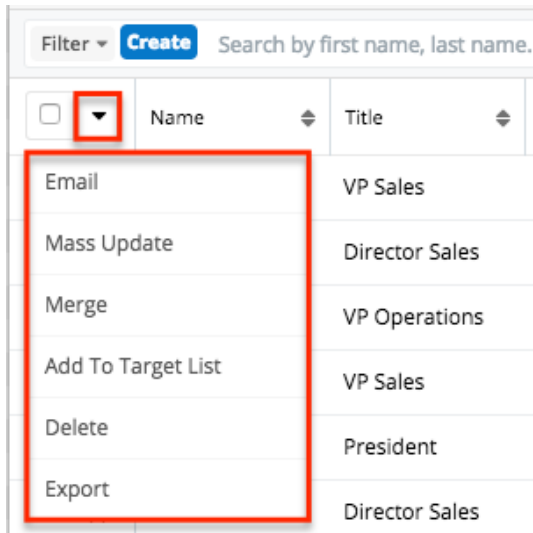 Filter Create Search by first name, last name.
Name Title
Email VP Sales
Mass Update Director Sales
Merge VP Operations
Add To Target List VP Sales
Delete President
Export Director Sales